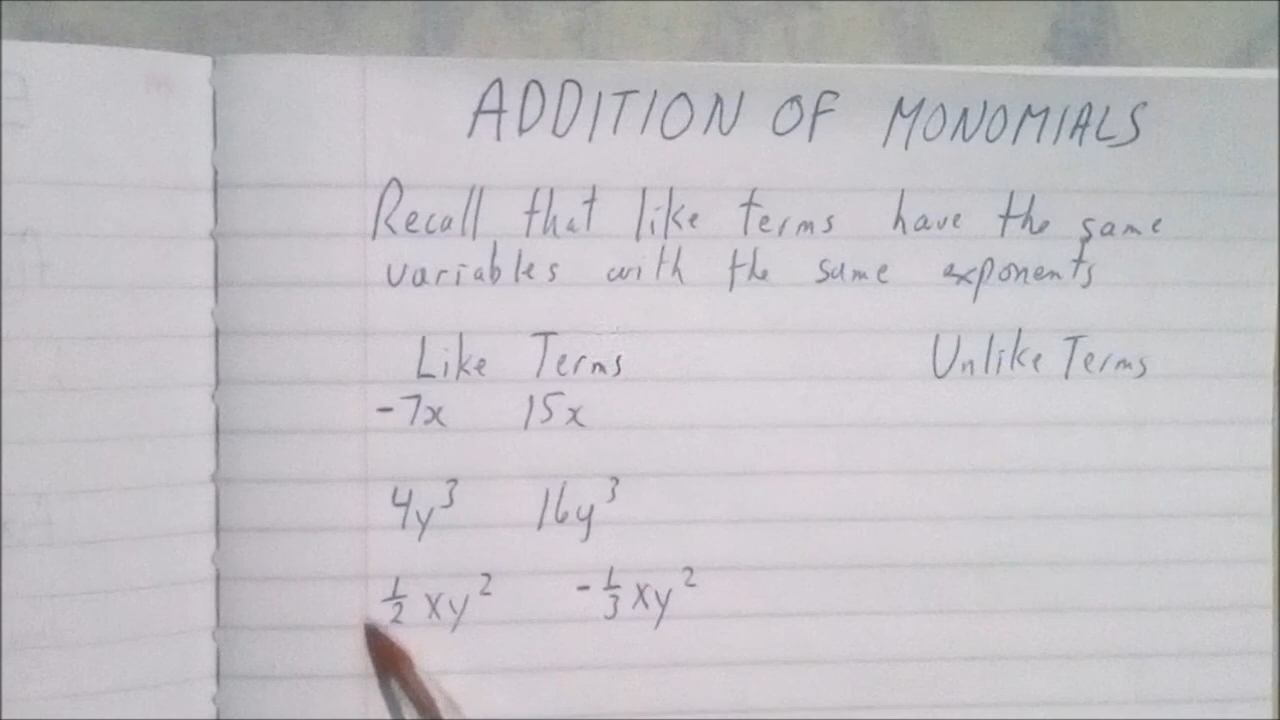 ADDITION OF MONOMIALS
Recall that like terms have the same
variables with the same exponents
Like Terms Unlike Terms
-7x 15x
4y³ 16y³
½xy² -⅓xy²